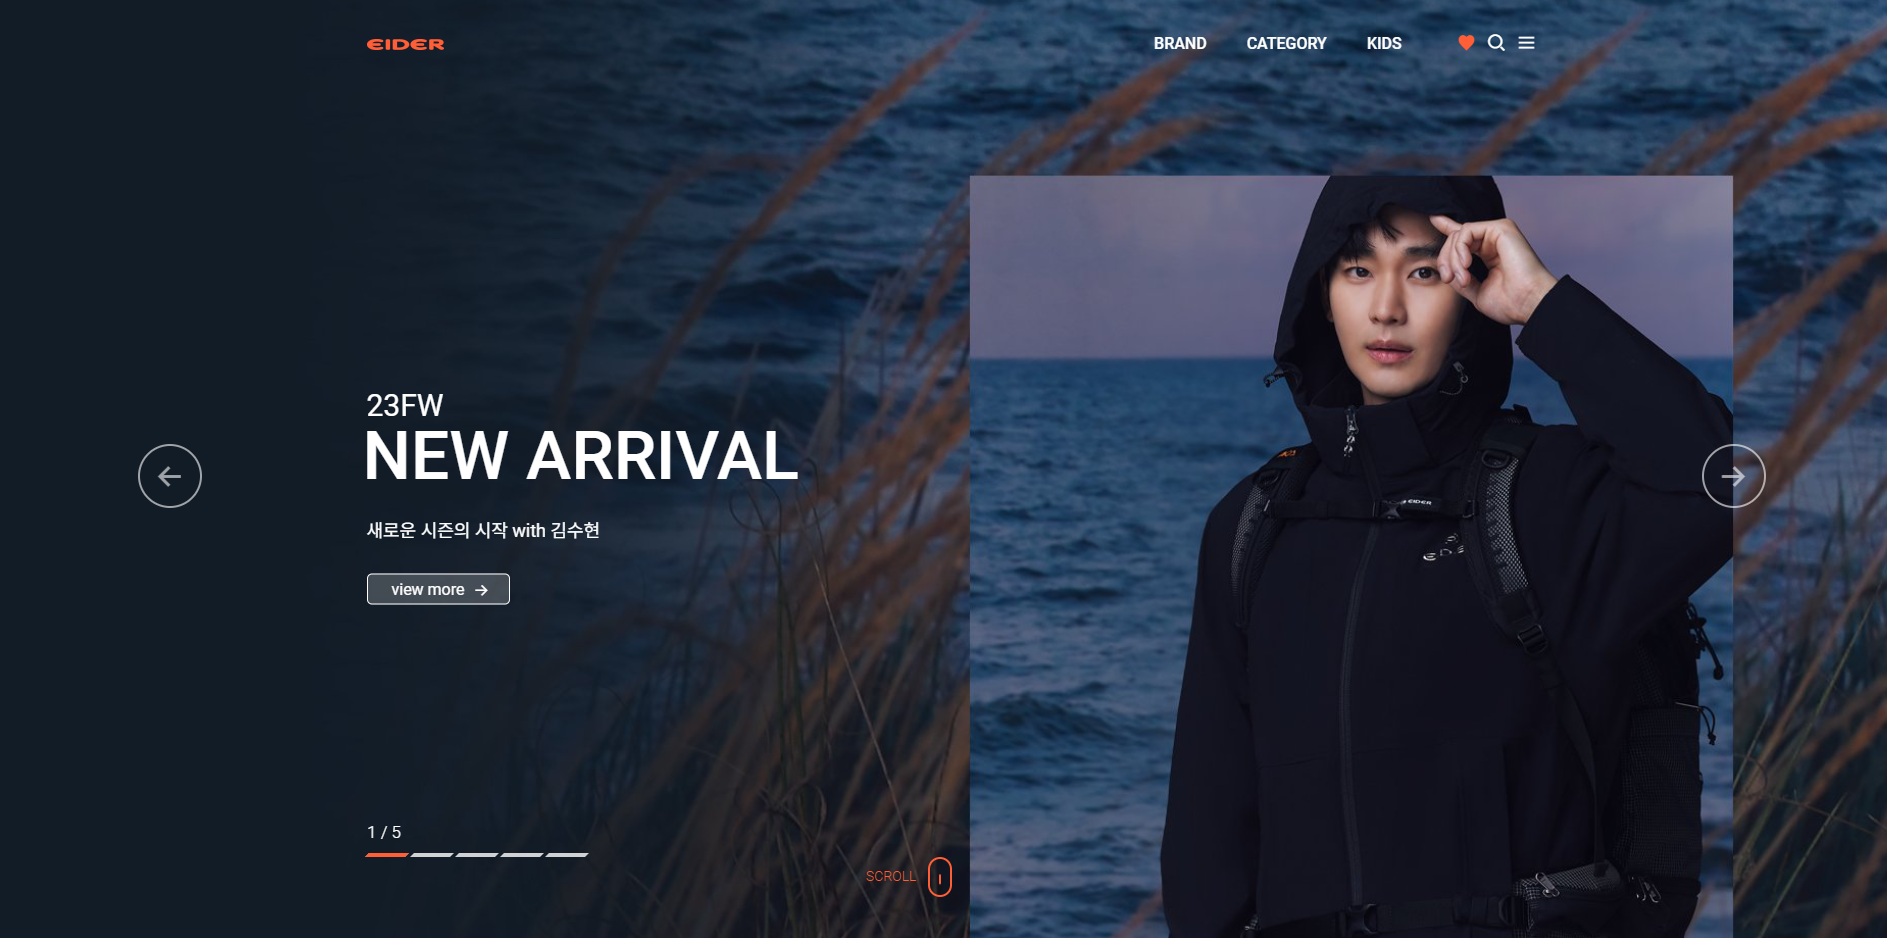 EIDER
BRAND
CATEGORY
KIDS
23FW
NEW ARRIVAL
새로운 시즌의 시작 with 김수현
view more
EIDER
1 / 5
SCROLL